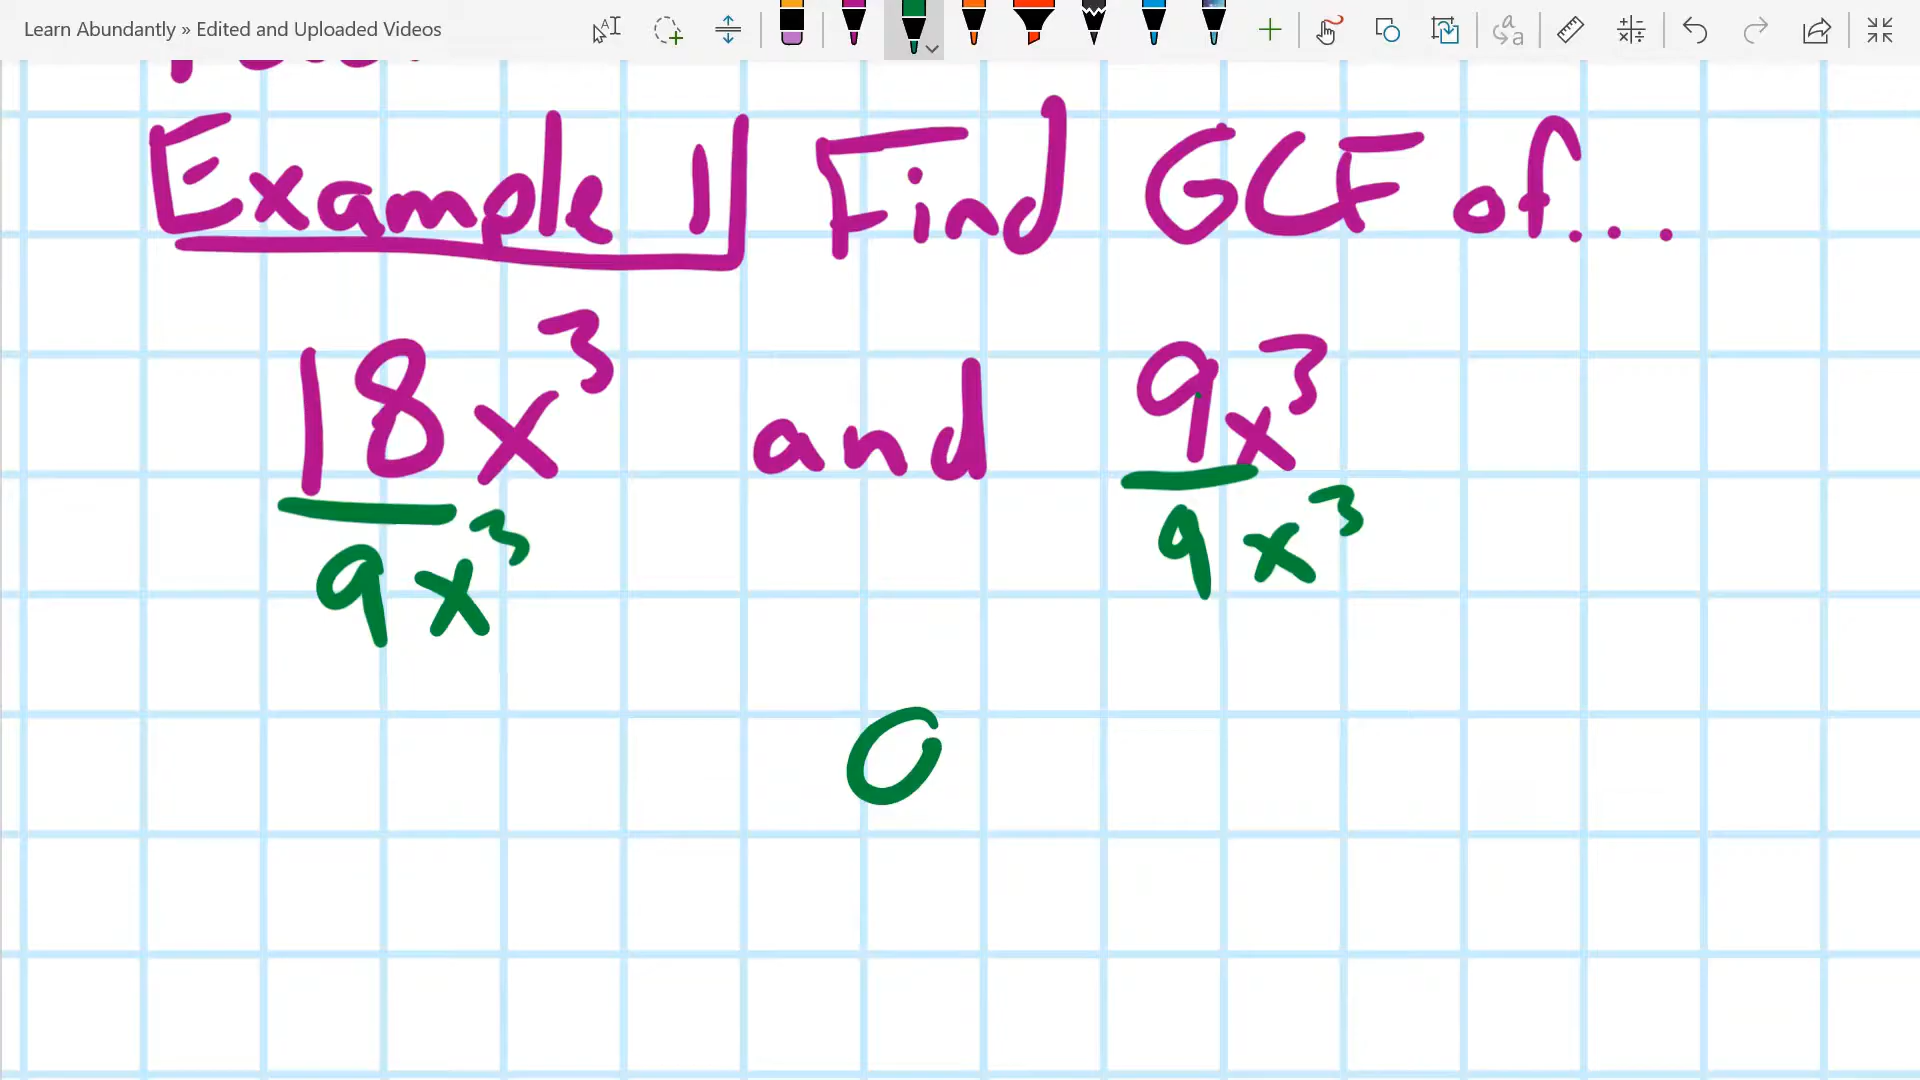 Learn Abundantly » Edited and Uploaded Videos
Example 1 Find GCF of...
18x³ and 9x³
9x³ 9x³
0